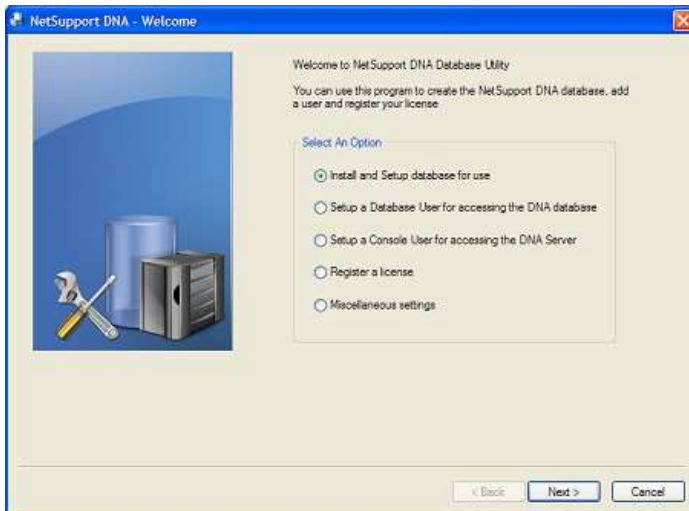 NetSupport DNA - Welcome
Welcome to NetSupport DNA Database Utility
You can use this program to create the NetSupport DNA database, add
a user and register your license
Select An Option
Install and Setup database for use
Setup a Database User for accessing the DNA database
Setup a Console User for accessing the DNA Server
Register a license
Miscellaneous settings
< Back
Next >
Cancel